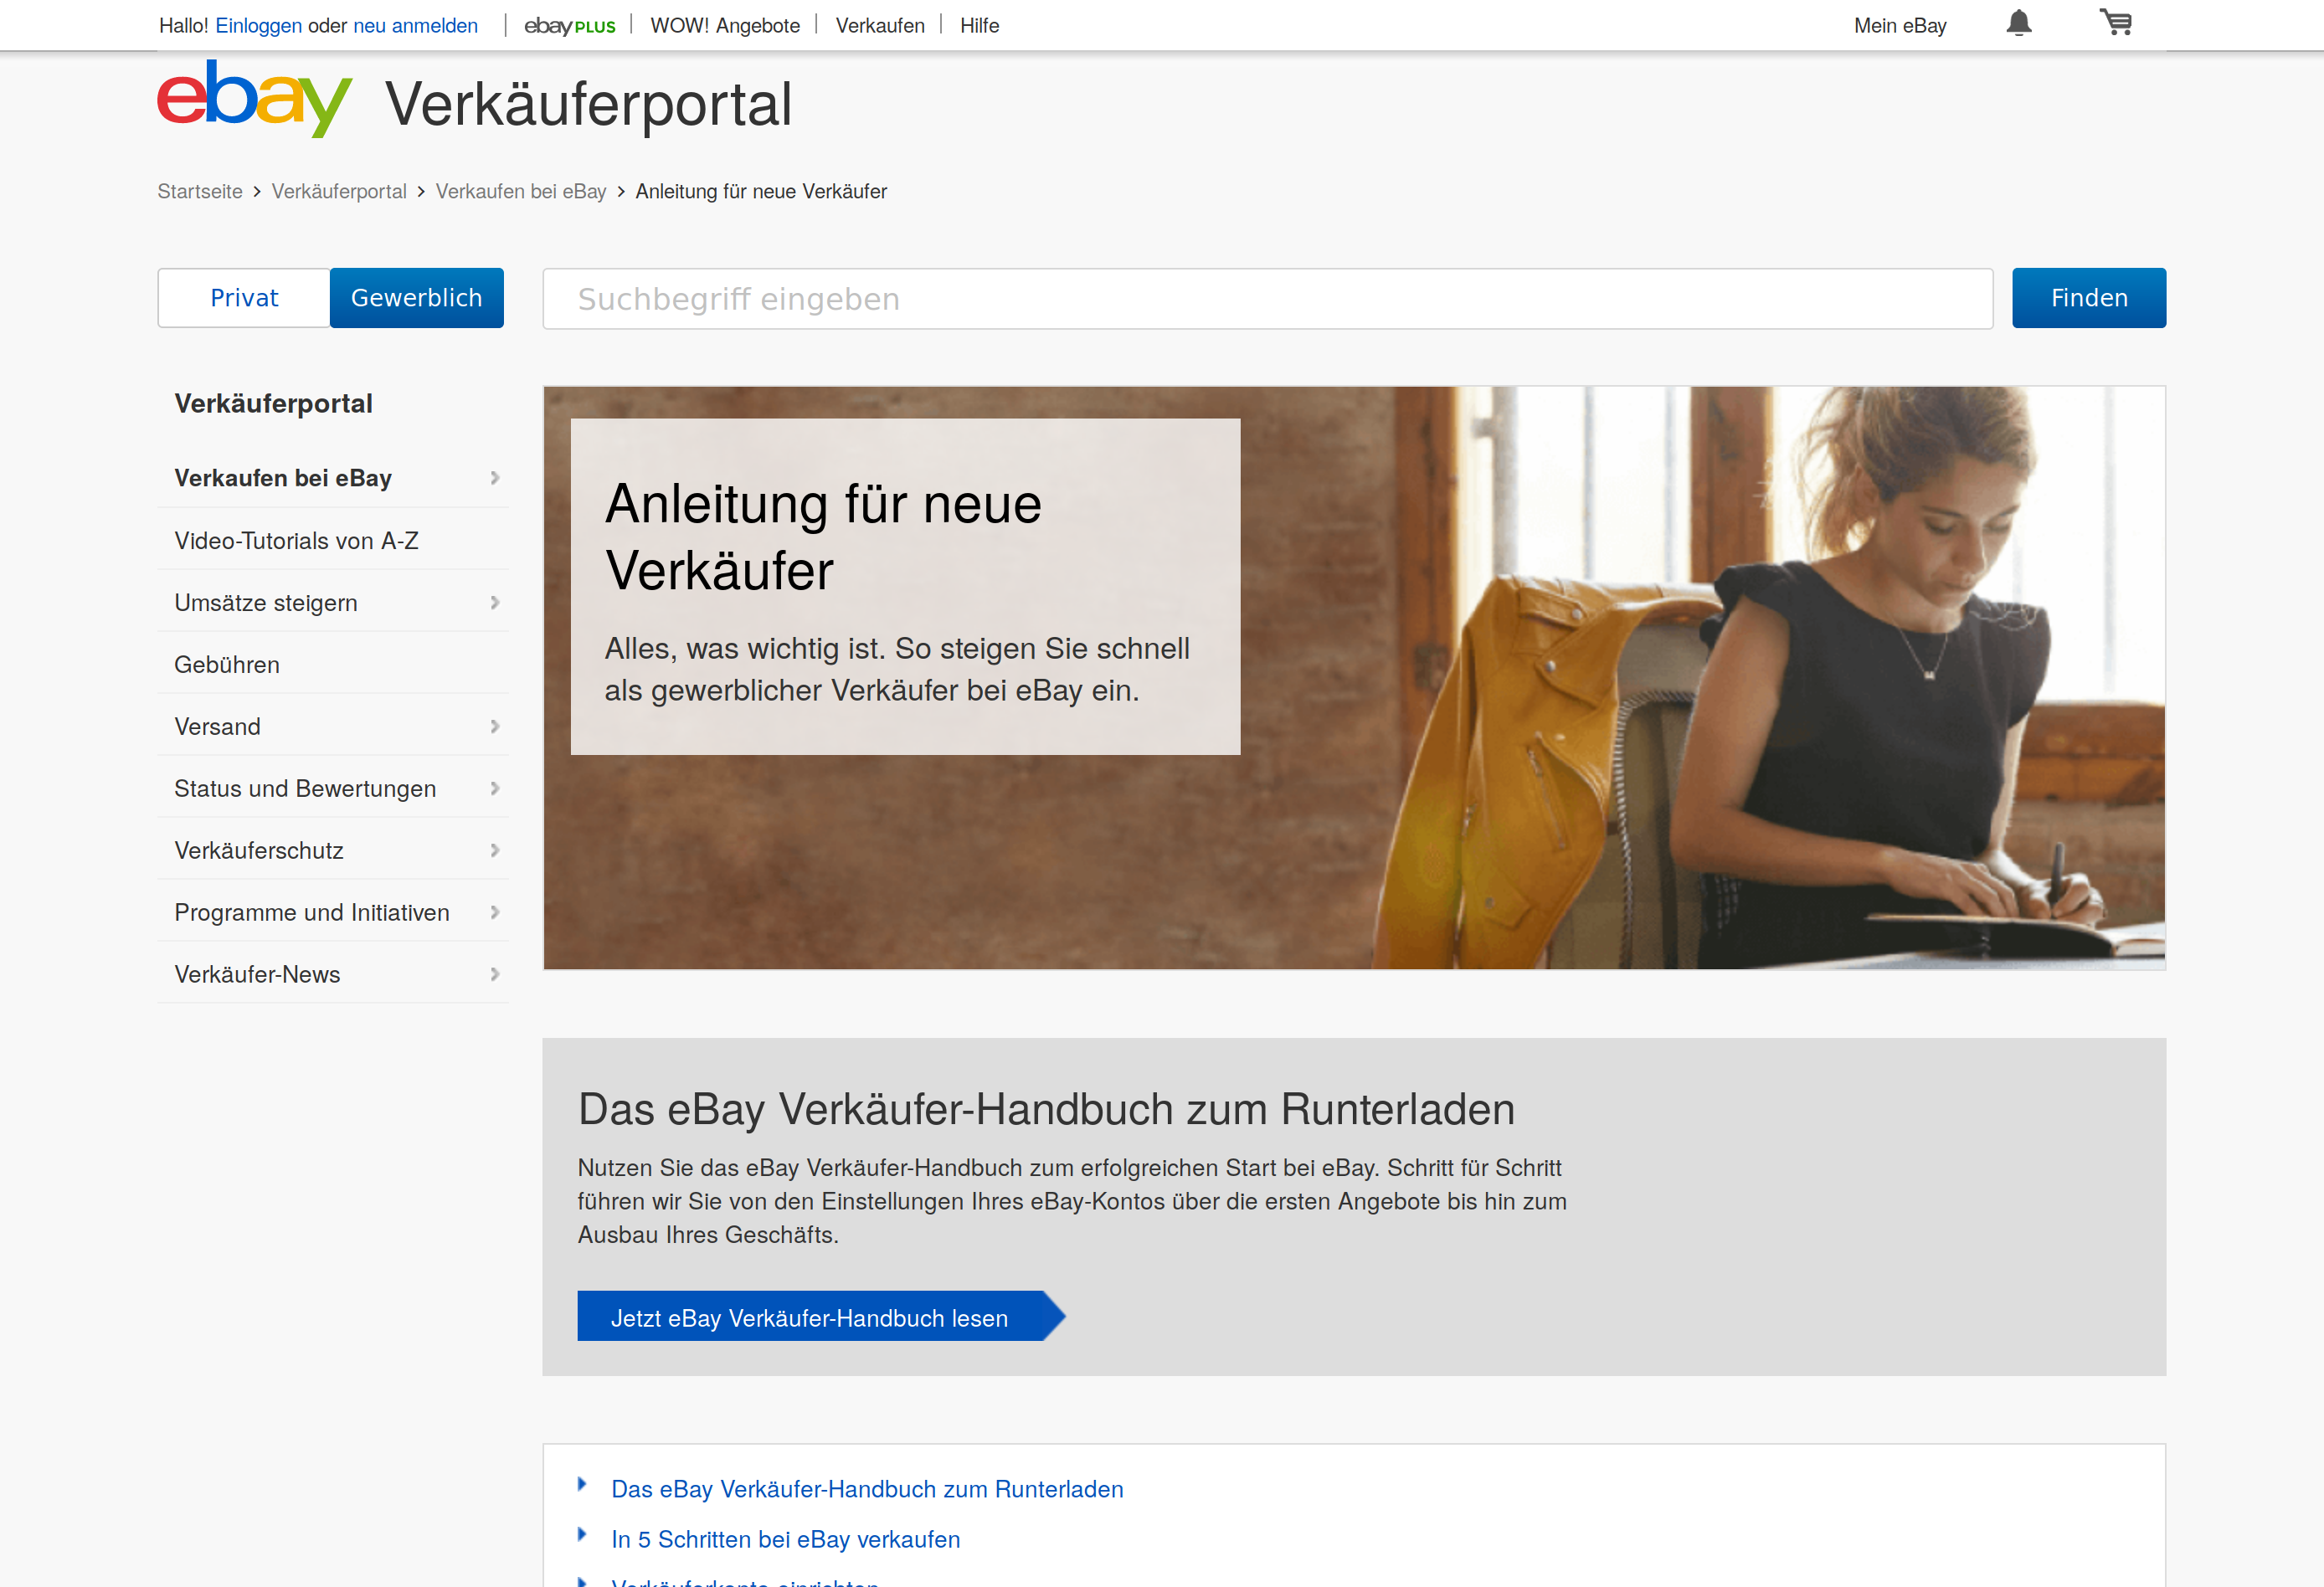 Hallo! Einloggen oder neu anmelden
ebay PLUS
WOW! Angebote
Verkaufen
Hilfe
Mein eBay
ebay Verkäuferportal
Startseite > Verkäuferportal > Verkaufen bei eBay > Anleitung für neue Verkäufer
Privat
Gewerblich
Suchbegriff eingeben
Finden
Verkäuferportal
Verkaufen bei eBay
Video-Tutorials von A-Z
Umsätze steigern
Gebühren
Versand
Status und Bewertungen
Verkäuferschutz
Programme und Initiativen
Verkäufer-News
Anleitung für neue
Verkäufer
Alles, was wichtig ist. So steigen Sie schnell
als gewerblicher Verkäufer bei eBay ein.
Das eBay Verkäufer-Handbuch zum Runterladen
Nutzen Sie das eBay Verkäufer-Handbuch zum erfolgreichen Start bei eBay. Schritt für Schritt
führen wir Sie von den Einstellungen Ihres eBay-Kontos über die ersten Angebote bis hin zum
Ausbau Ihres Geschäfts.
Jetzt eBay Verkäufer-Handbuch lesen
Das eBay Verkäufer-Handbuch zum Runterladen
In 5 Schritten bei eBay verkaufen
Verkäuferkonto einrichten